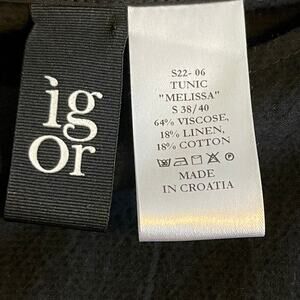 ig
or
S22- 06
TUNIC
"MELISSA"
S 38/40
64% VISCOSE,
18% LINEN,
18% COTTON
MADE
IN CROATIA